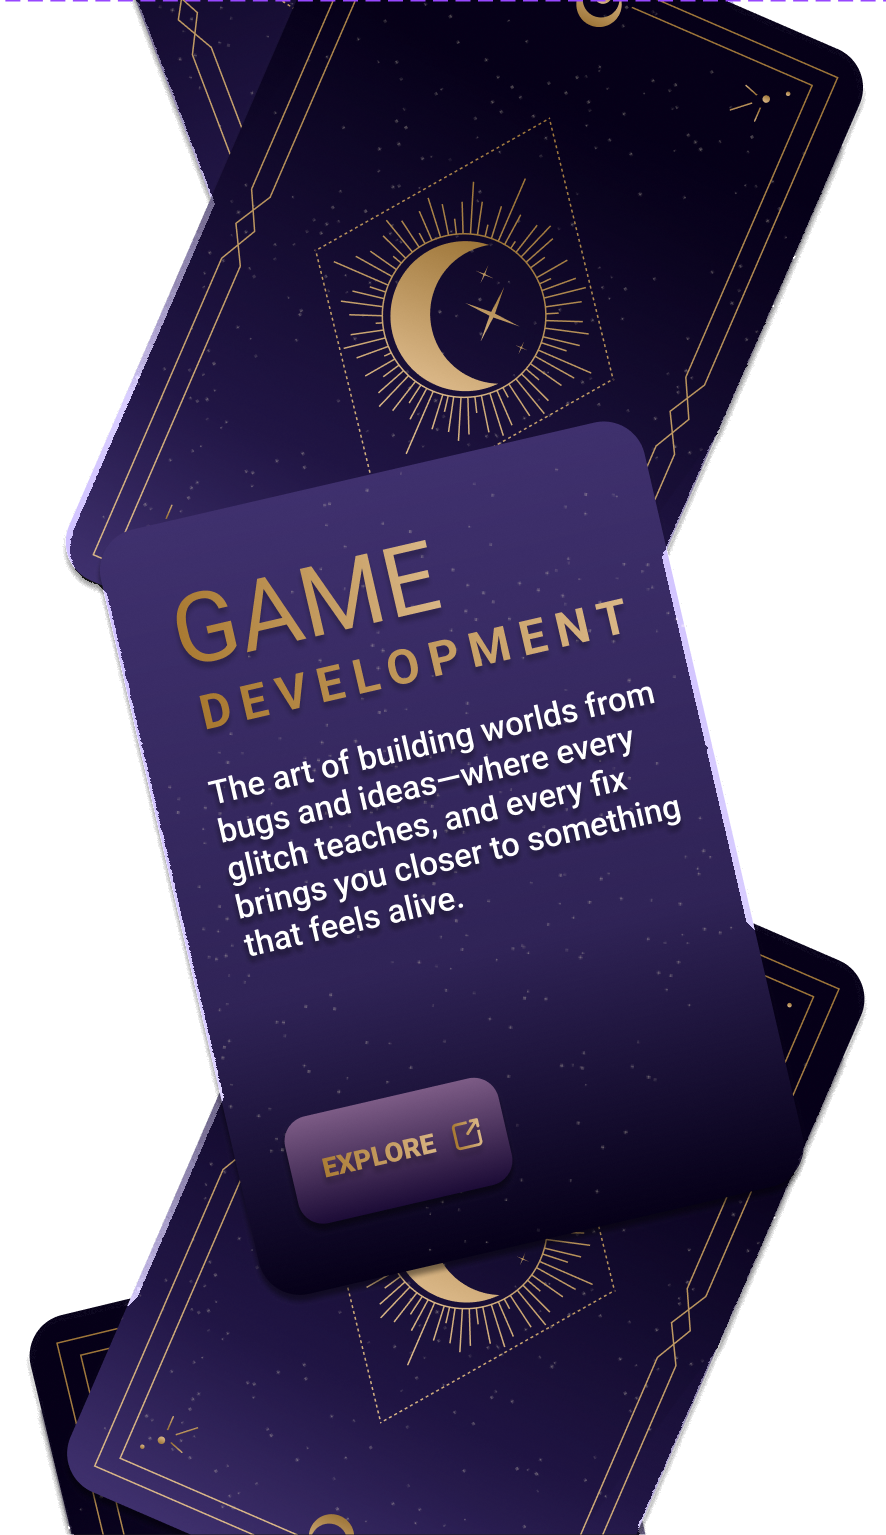 GAME
DEVELOPMENT
The art of building worlds from
bugs and ideas—where every
glitch teaches, and every fix
brings you closer to something
that feels alive.
EXPLORE